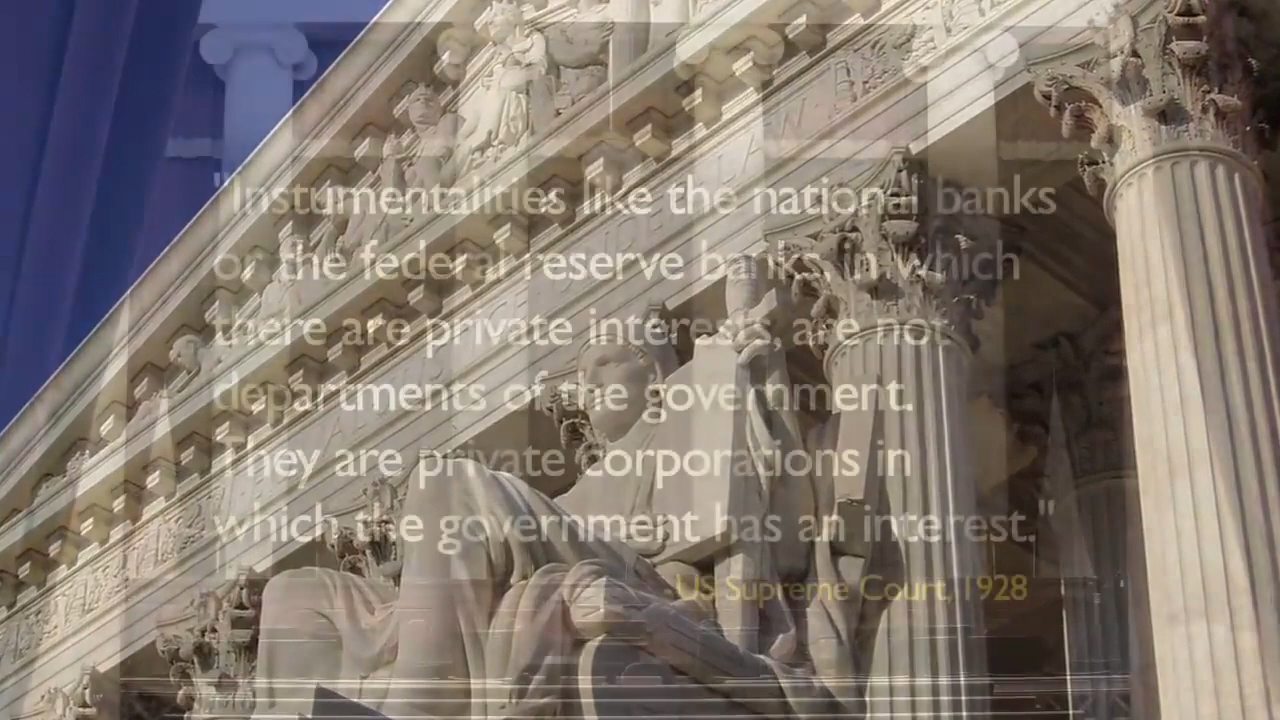 "Instumentalities like the national banks
or the federal reserve banks, in which
there are private interests, are not
departments of the government.
They are private corporations in
which the government has an interest."
US Supreme Court, 1928